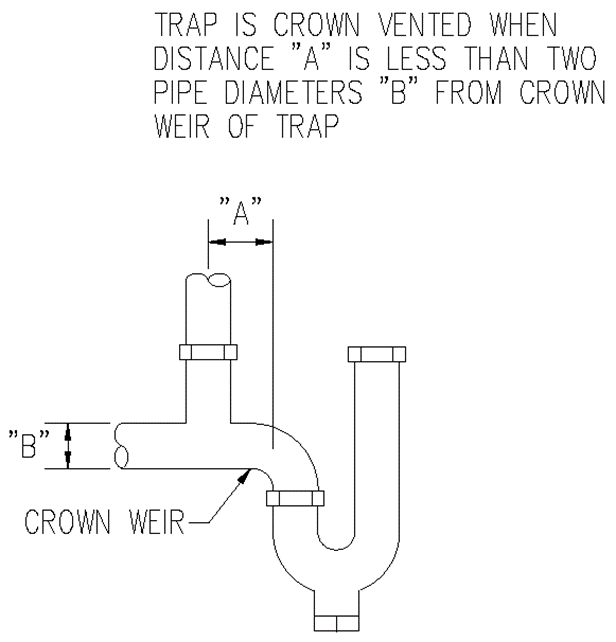 TRAP IS CROWN VENTED WHEN
DISTANCE "A" IS LESS THAN TWO
PIPE DIAMETERS "B" FROM CROWN
WEIR OF TRAP
"A"
"B"
CROWN WEIR